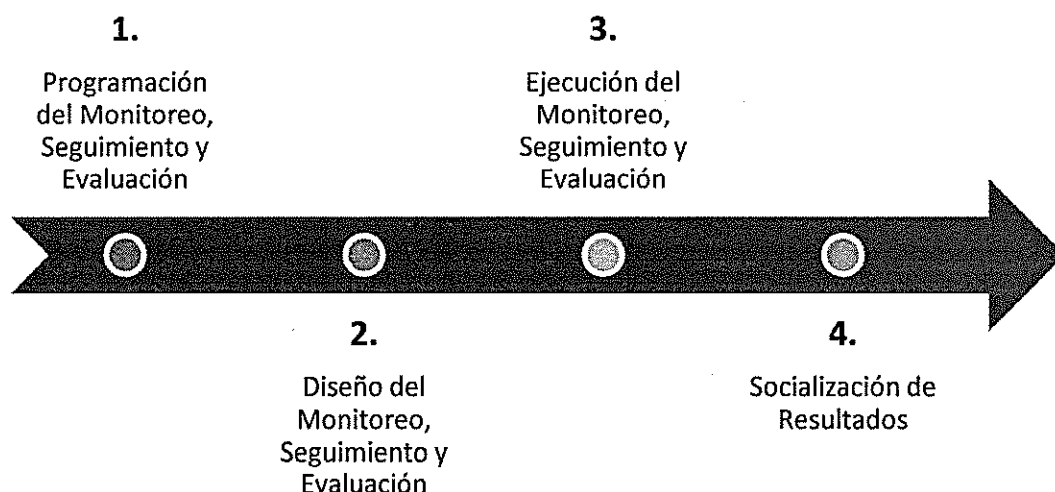 1.
Programación
del Monitoreo,
Seguimiento y
Evaluación
2.
Diseño del
Monitoreo,
Seguimiento y
Evaluación
3.
Ejecución del
Monitoreo,
Seguimiento y
Evaluación
4.
Socialización de
Resultados